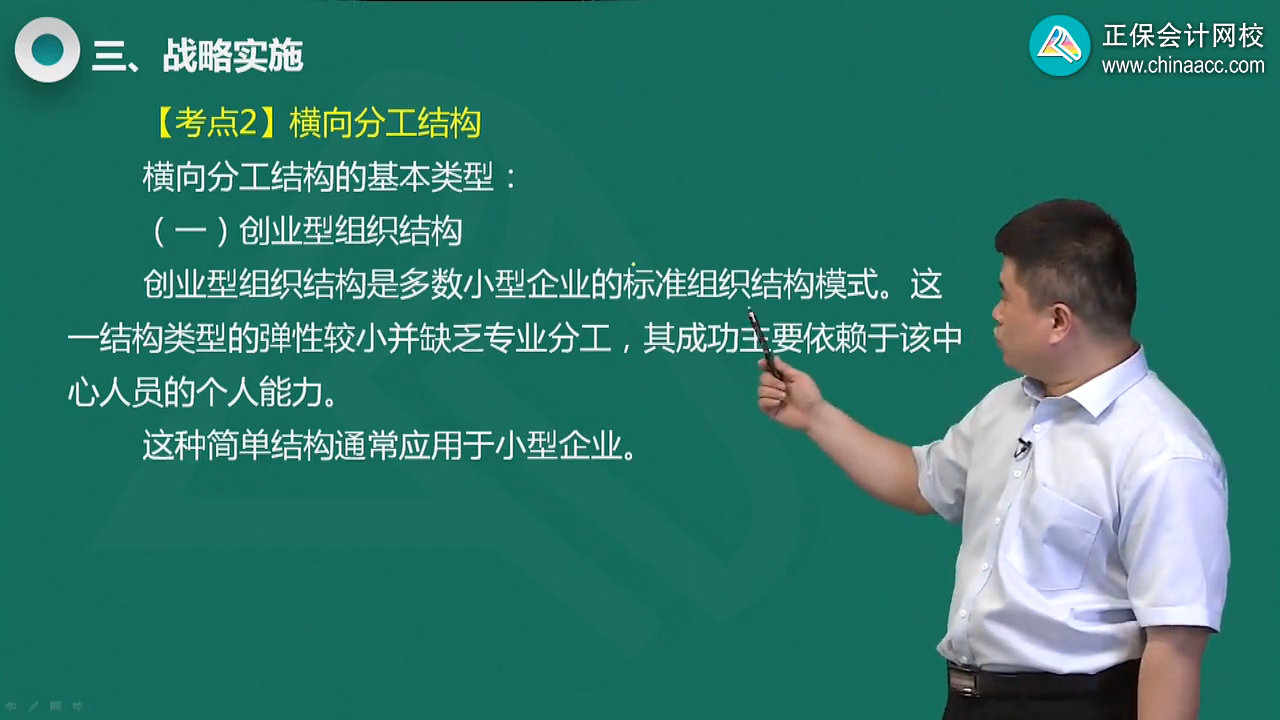 三、战略实施
正保会计网校
www.chinaacc.com
【考点2】横向分工结构
横向分工结构的基本类型：
（一）创业型组织结构
创业型组织结构是多数小型企业的标准组织结构模式。这
一结构类型的弹性较小并缺乏专业分工，其成功主要依赖于该中
心人员的个人能力。
这种简单结构通常应用于小型企业。